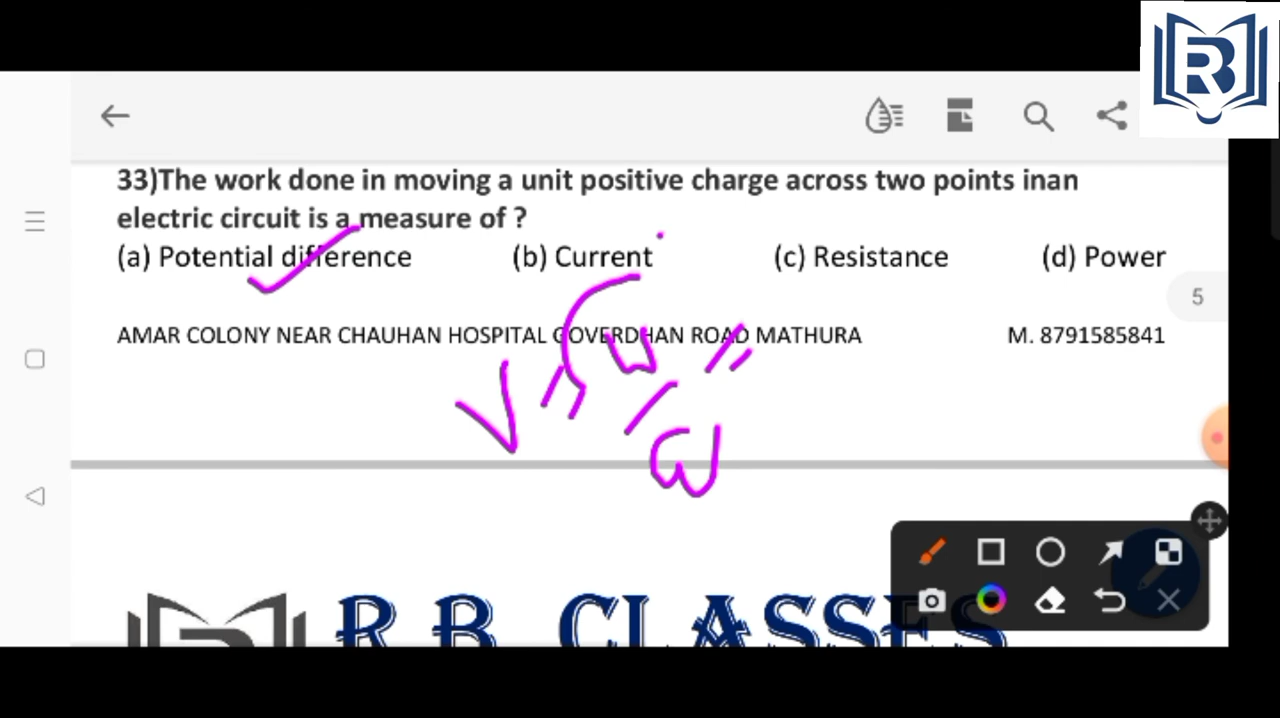 33)The work done in moving a unit positive charge across two points inan
electric circuit is a measure of ?
(a) Potential difference (b) Current (c) Resistance (d) Power
5
AMAR COLONY NEAR CHAUHAN HOSPITAL GOVERDHAN ROAD MATHURA M. 8791585841
V = W / =
R B CLASSES